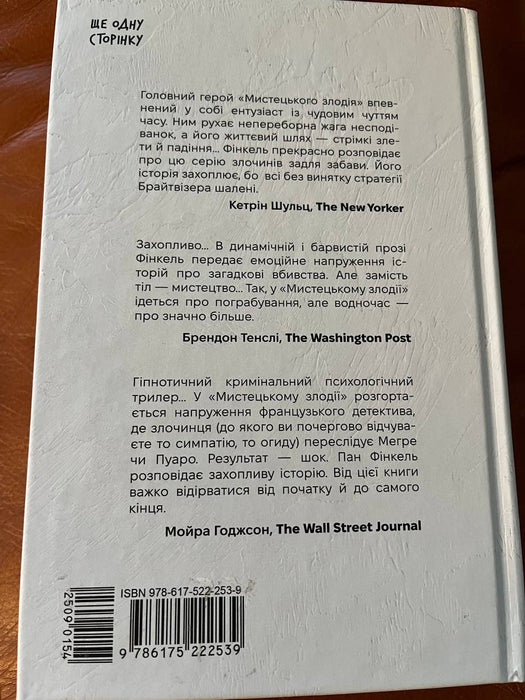 ЩЕ ОДНУ
СТОРІНКУ
Головний герой «Мистецького злодія» впев-
нений у собі ентузіаст із чудовим чуттям
часу. Ним рухає непереборна жага несподі-
ванок, а його життєвий шлях — стрімкі зле-
ти й падіння... Фінкель прекрасно розповідає
про цю серію злочинів задля забави. Його
історія захоплює, бо всі без винятку стратегії
Брайтвізера шалені.
Кетрін Шульц, The New Yorker
Захопливо... В динамічній і барвистій прозі
Фінкель передає емоційне напруження іс-
торій про загадкові вбивства. Але замість
тіл — мистецтво... Так, у «Мистецькому злодії»
ідеться про пограбування, але водночас —
про значно більше.
Брендон Тенслі, The Washington Post
Гіпнотичний кримінальний психологічний
трилер... У «Мистецькому злодії» розгор-
тається напруження французького детектива,
де злочинця (до якого ви почергово відчува-
єте то симпатію, то огиду) переслідує Мегре
чи Пуаро. Результат — шок. Пан Фінкель
розповідає захопливу історію. Від цієї книги
важко відірватися від початку й до самого
кінця.
Мойра Годжсон, The Wall Street Journal
ISBN 978-617-522-253-9
9 786175 222539
2509 0154